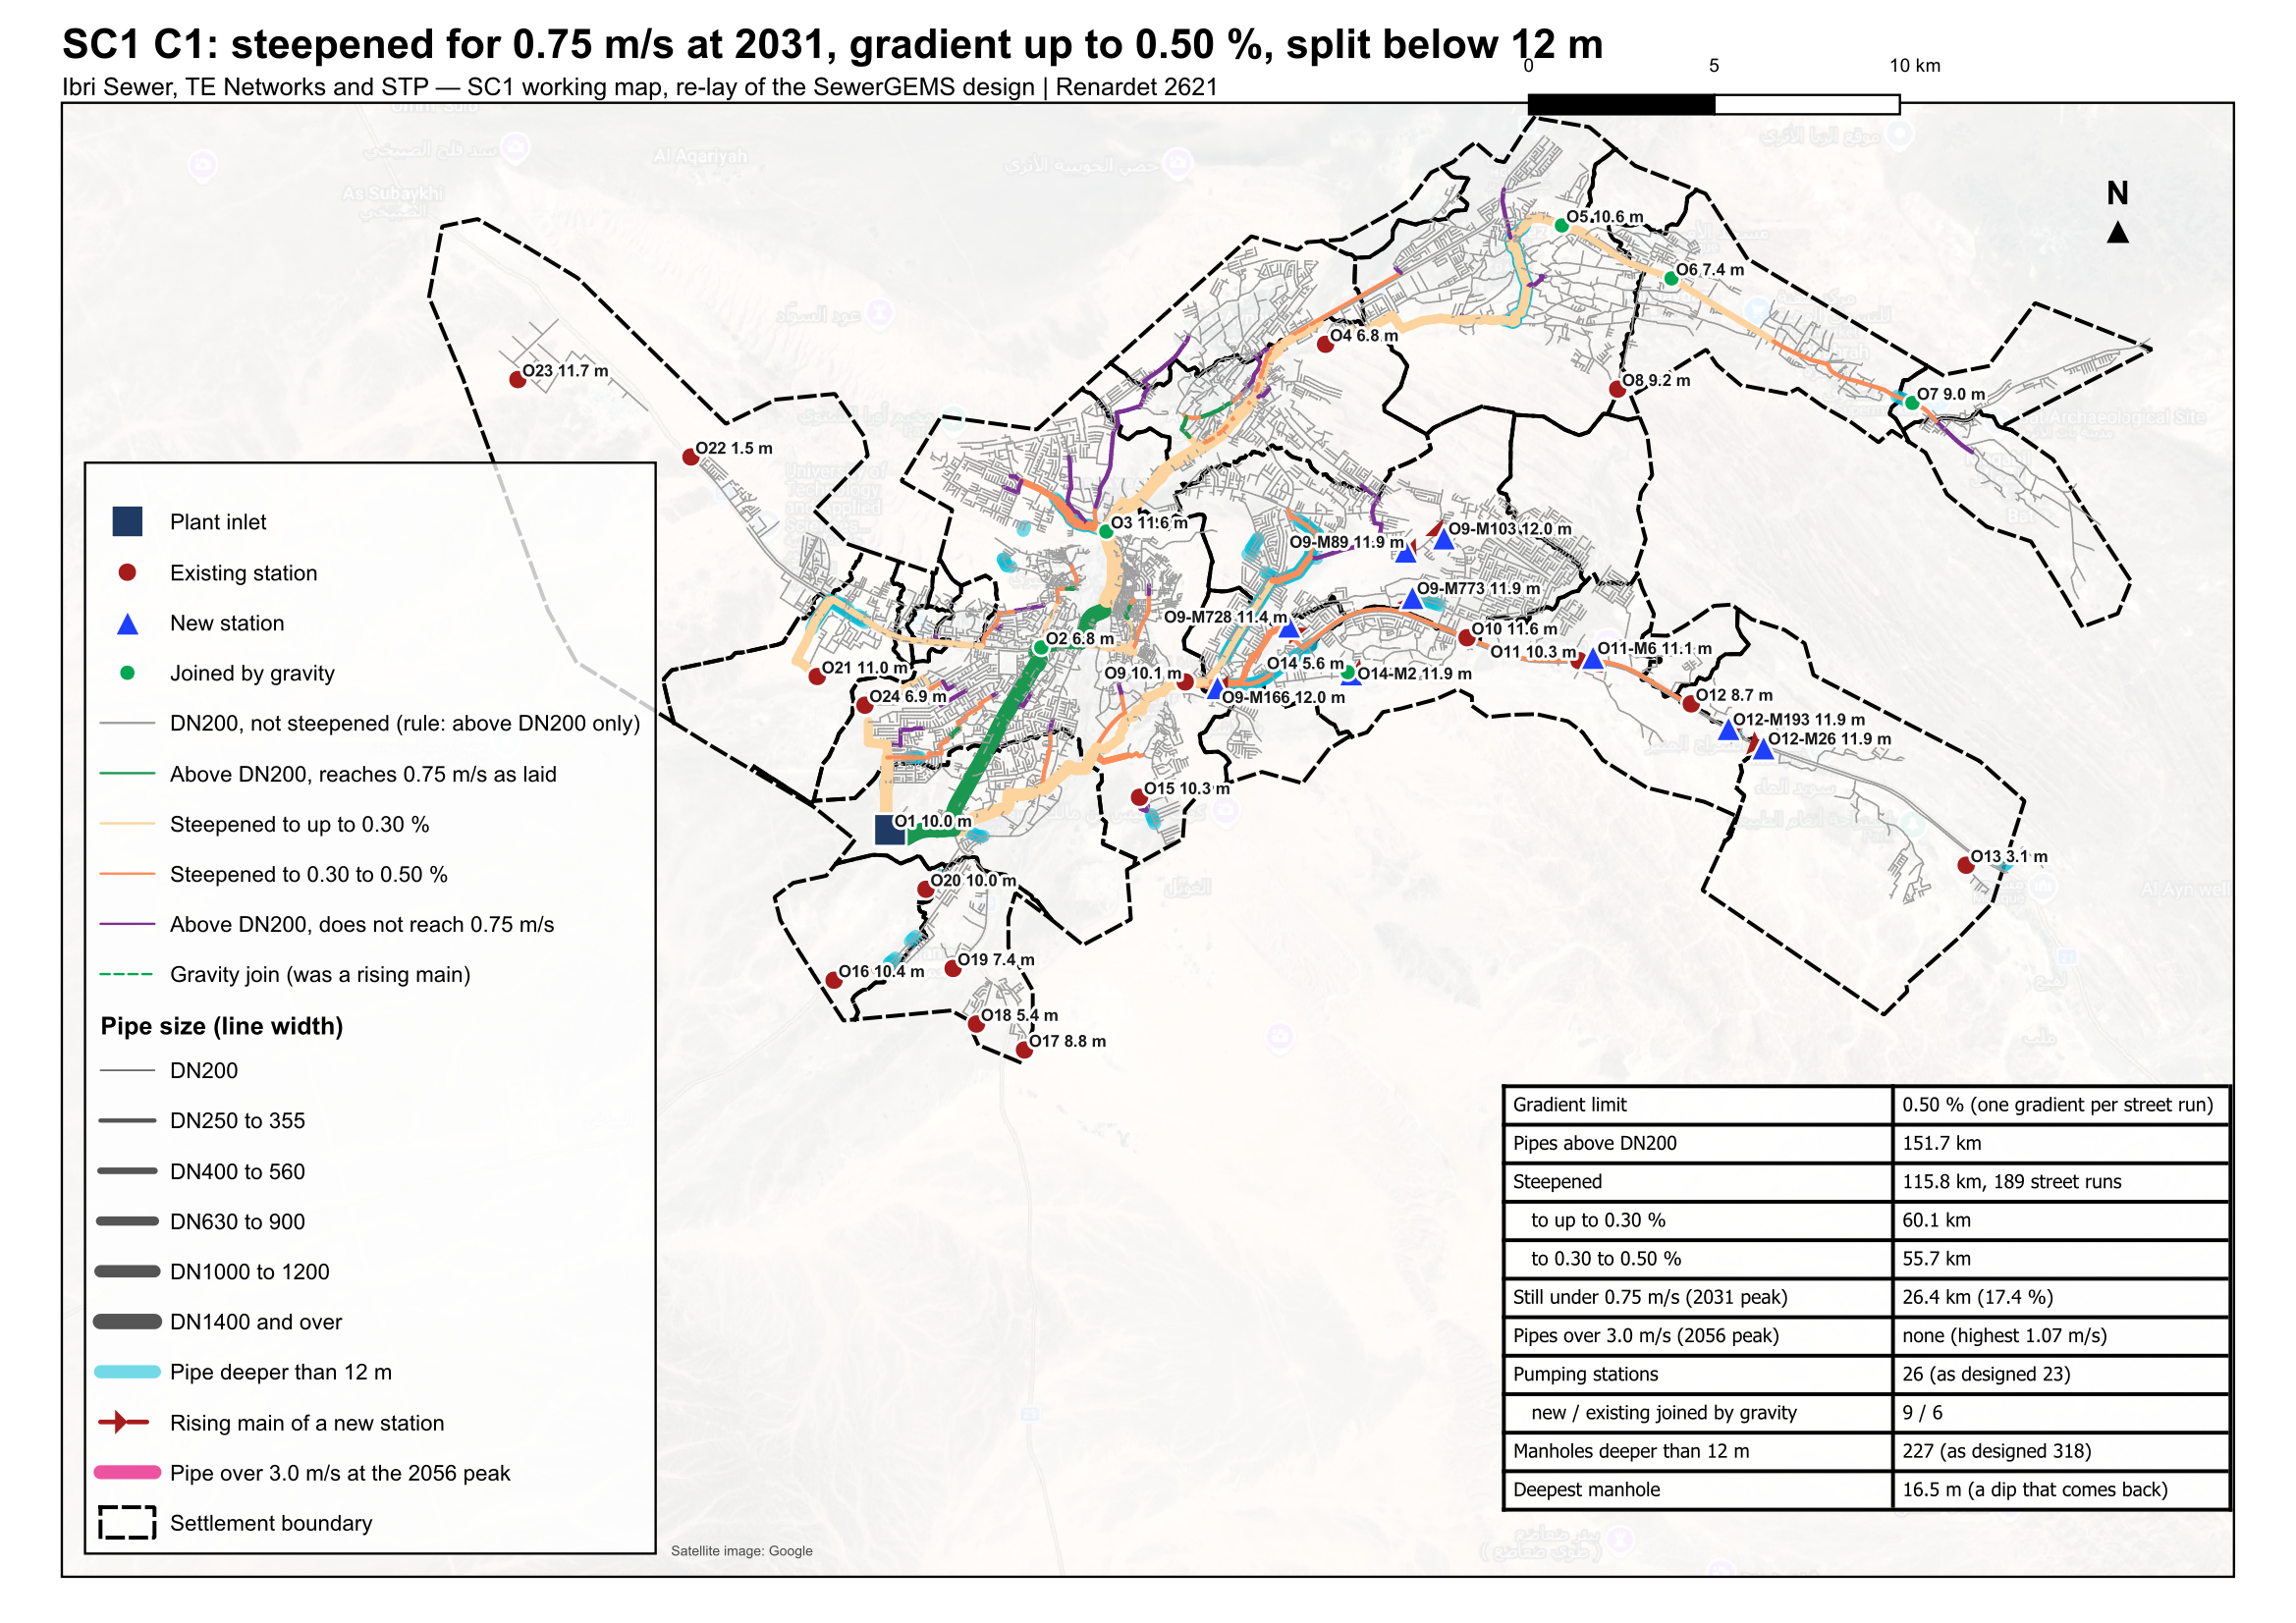 SC1 C1: steepened for 0.75 m/s at 2031, gradient up to 0.50 %, split below 12 m
Ibri Sewer, TE Networks and STP — SC1 working map, re-lay of the SewerGEMS design | Renardet 2621
0 5 10 km
N
Al Aqariyah
As Subaykhi
الصبيخي
سد فلج الصبيخي
O5 10.6 m
O6 7.4 m
O4 6.8 m
O23 11.7 m
O8 9.2 m
O7 9.0 m
O22 1.5 m
O3 11.6 m
O9-M103 12.0 m
O9-M89 11.9 m
O9-M773 11.9 m
O9-M728 11.4 m
O10 11.6 m
O2 6.8 m
O11-M6 11.1 m
O11 10.3 m
O14 5.6 m
O21 11.0 m
O9 10.1 m
O14-M2 11.9 m
O24 6.9 m
O9-M166 12.0 m
O12 8.7 m
O12-M193 11.9 m
O12-M26 11.9 m
O15 10.3 m
O1 10.0 m
O13 3.1 m
O20 10.0 m
Al Ayn well
O16 10.4 m
O19 7.4 m
O18 5.4 m
O17 8.8 m
Plant inlet
Existing station
New station
Joined by gravity
DN200, not steepened (rule: above DN200 only)
Above DN200, reaches 0.75 m/s as laid
Steepened to up to 0.30 %
Steepened to 0.30 to 0.50 %
Above DN200, does not reach 0.75 m/s
Gravity join (was a rising main)
Pipe size (line width)
DN200
DN250 to 355
DN400 to 560
DN630 to 900
DN1000 to 1200
DN1400 and over
Pipe deeper than 12 m
Rising main of a new station
Pipe over 3.0 m/s at the 2056 peak
Settlement boundary
Gradient limit 0.50 % (one gradient per street run)
Pipes above DN200 151.7 km
Steepened 115.8 km, 189 street runs
to up to 0.30 % 60.1 km
to 0.30 to 0.50 % 55.7 km
Still under 0.75 m/s (2031 peak) 26.4 km (17.4 %)
Pipes over 3.0 m/s (2056 peak) none (highest 1.07 m/s)
Pumping stations 26 (as designed 23)
new / existing joined by gravity 9 / 6
Manholes deeper than 12 m 227 (as designed 318)
Deepest manhole 16.5 m (a dip that comes back)
Satellite image: Google